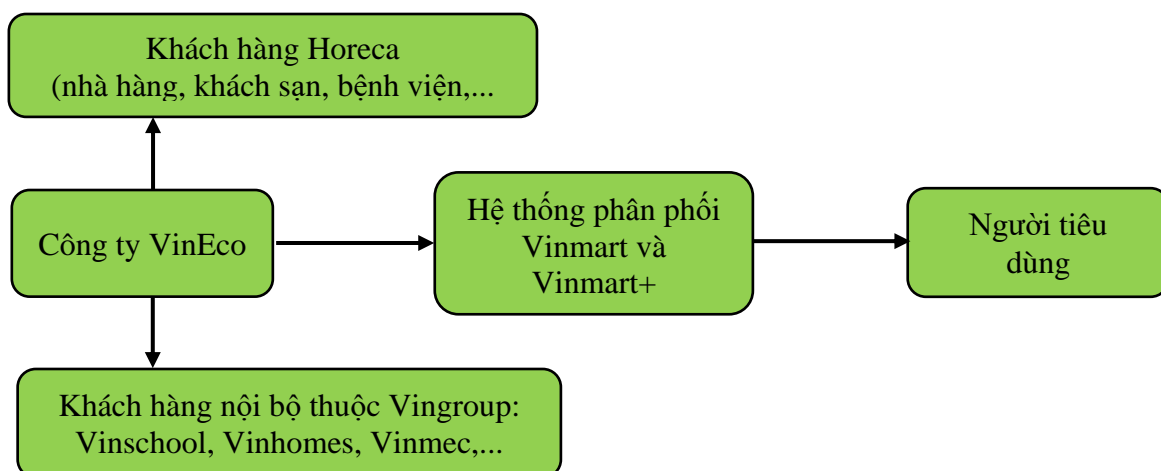 Khách hàng Horeca
(nhà hàng, khách sạn, bệnh viện,...
Công ty VinEco
Hệ thống phân phối
Vinmart và
Vinmart+
Người tiêu
dùng
Khách hàng nội bộ thuộc Vingroup:
Vinschool, Vinhomes, Vinmec,...